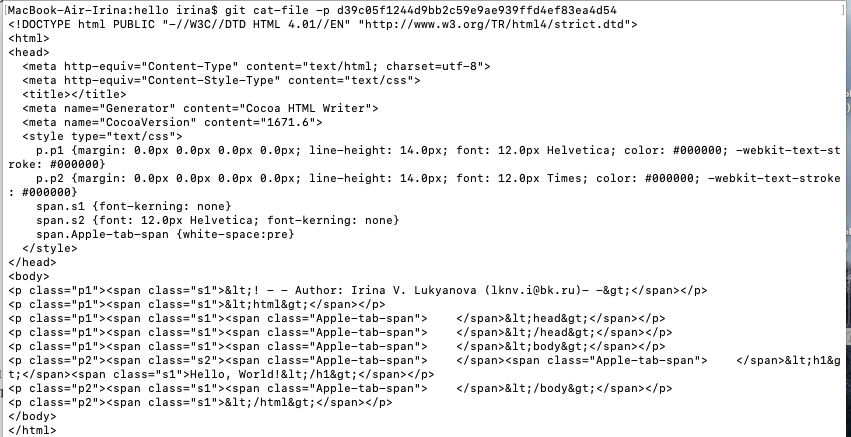 MacBook-Air-Irina:hello irina$ git cat-file -p d39c05f1244d9bb2c59e9ae939ffd4ef83ea4d54
<!DOCTYPE html PUBLIC "-//W3C//DTD HTML 4.01//EN" "http://www.w3.org/TR/html4/strict.dtd">
<html>
<head>
  <meta http-equiv="Content-Type" content="text/html; charset=utf-8">
  <meta http-equiv="Content-Style-Type" content="text/css">
  <title></title>
  <meta name="Generator" content="Cocoa HTML Writer">
  <meta name="CocoaVersion" content="1671.6">
  <style type="text/css">
    p.p1 {margin: 0.0px 0.0px 0.0px 0.0px; line-height: 14.0px; font: 12.0px Helvetica; color: #000000; -webkit-text-st
roke: #000000}
    p.p2 {margin: 0.0px 0.0px 0.0px 0.0px; line-height: 14.0px; font: 12.0px Times; color: #000000; -webkit-text-stroke
: #000000}
    span.s1 {font-kerning: none}
    span.s2 {font: 12.0px Helvetica; font-kerning: none}
    span.Apple-tab-span {white-space:pre}
  </style>
</head>
<body>
<p class="p1"><span class="s1">&lt;! - - Author: Irina V. Lukyanova (lknv.i@bk.ru)- -&gt;</span></p>
<p class="p1"><span class="s1">&lt;html&gt;</span></p>
<p class="p1"><span class="s1"><span class="Apple-tab-span">    </span>&lt;head&gt;</span></p>
<p class="p1"><span class="s1"><span class="Apple-tab-span">    </span>&lt;/head&gt;</span></p>
<p class="p1"><span class="s1"><span class="Apple-tab-span">    </span>&lt;body&gt;</span></p>
<p class="p2"><span class="s2"><span class="Apple-tab-span">    </span><span class="Apple-tab-span">    </span>&lt;h1&g
t;</span><span class="s1">Hello, World!&lt;/h1&gt;</span></p>
<p class="p2"><span class="s1"><span class="Apple-tab-span">    </span>&lt;/body&gt;</span></p>
<p class="p2"><span class="s1">&lt;/html&gt;</span></p>
</body>
</html>